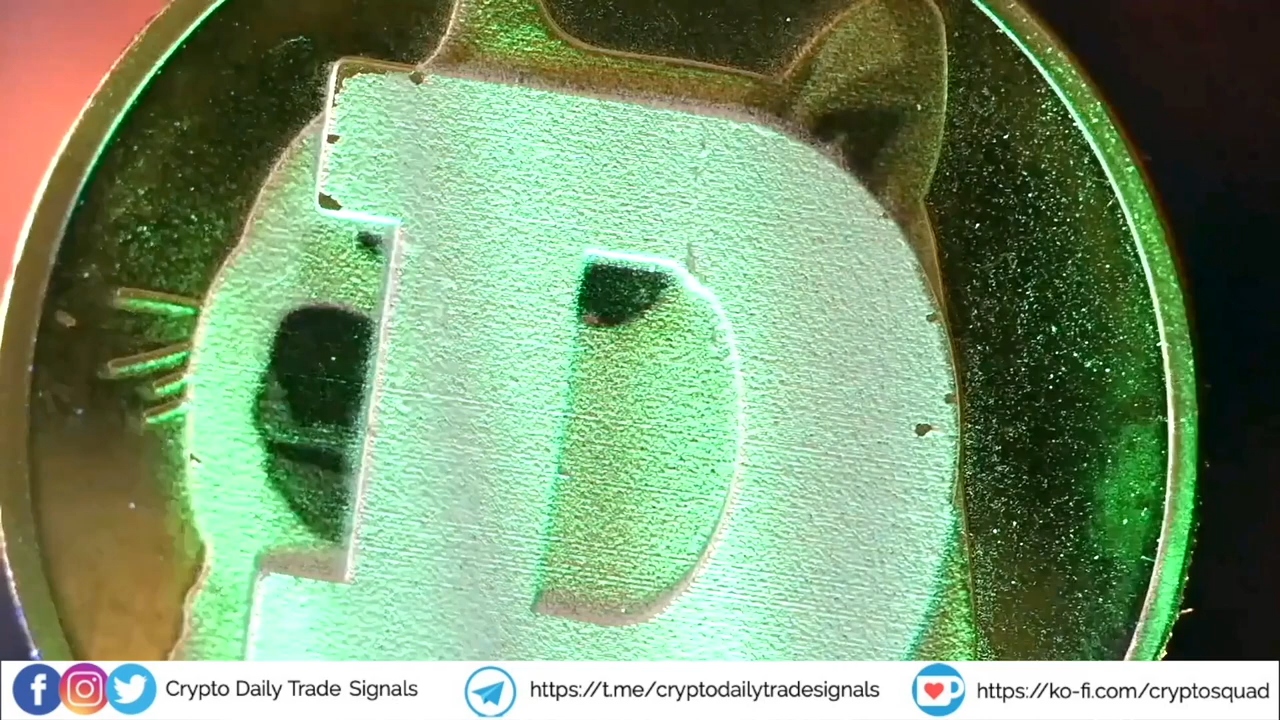 D
Crypto Daily Trade Signals
https://t.me/cryptodailytradesignals
https://ko-fi.com/cryptosquad